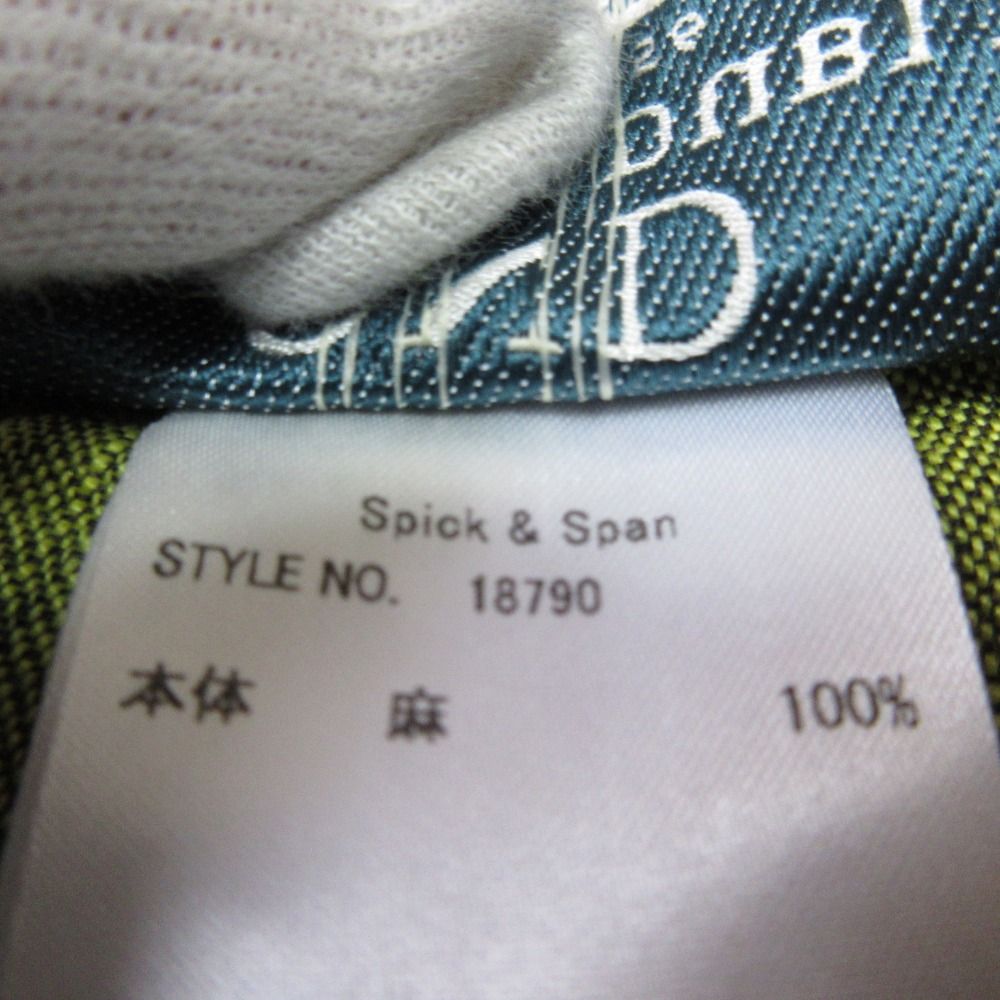 Spick & Span
STYLE NO. 18790
本体 麻 100%